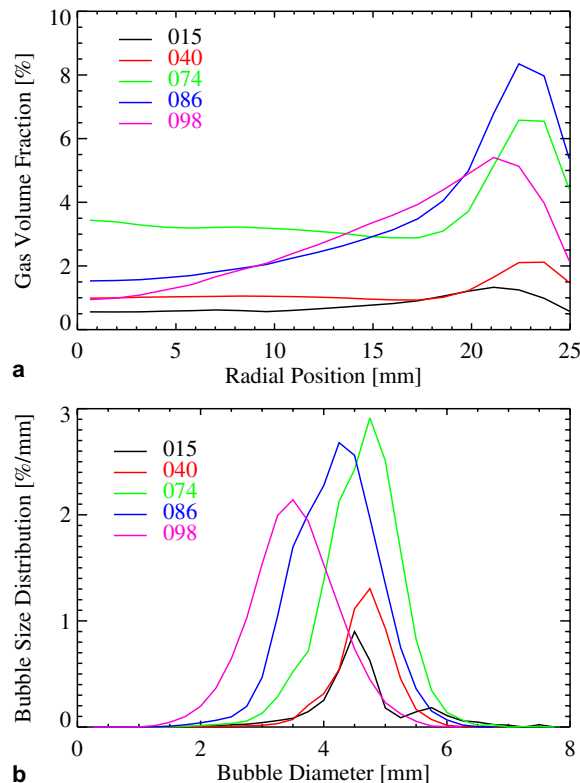 10
8
6
4
2
0
Gas Volume Fraction [%]
015
040
074
086
098
0 5 10 15 20 25
Radial Position [mm]
a
3
2
1
0
Bubble Size Distribution [%/mm]
015
040
074
086
098
0 2 4 6 8
Bubble Diameter [mm]
b